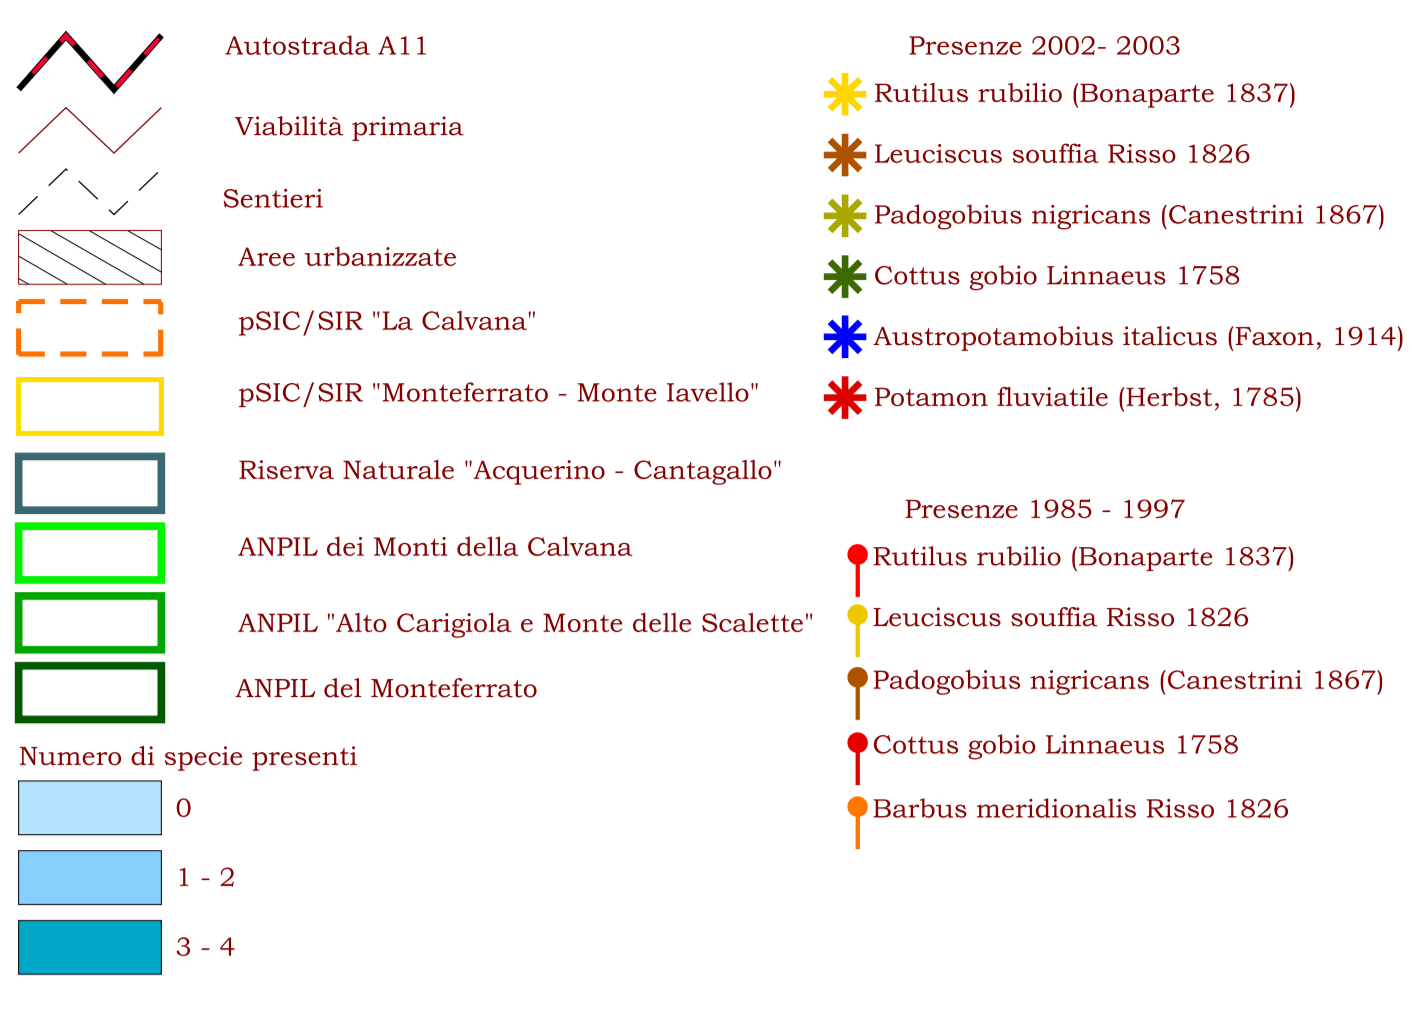 Autostrada A11
Viabilità primaria
Sentieri
Aree urbanizzate
pSIC/SIR "La Calvana"
pSIC/SIR "Monteferrato - Monte Iavello"
Riserva Naturale "Acquerino - Cantagallo"
ANPIL dei Monti della Calvana
ANPIL "Alto Carigiola e Monte delle Scalette"
ANPIL del Monteferrato
Numero di specie presenti
0
1 - 2
3 - 4
Presenze 2002- 2003
Rutilus rubilio (Bonaparte 1837)
Leuciscus souffia Risso 1826
Padogobius nigricans (Canestrini 1867)
Cottus gobio Linnaeus 1758
Austropotamobius italicus (Faxon, 1914)
Potamon fluviatile (Herbst, 1785)
Presenze 1985 - 1997
Rutilus rubilio (Bonaparte 1837)
Leuciscus souffia Risso 1826
Padogobius nigricans (Canestrini 1867)
Cottus gobio Linnaeus 1758
Barbus meridionalis Risso 1826